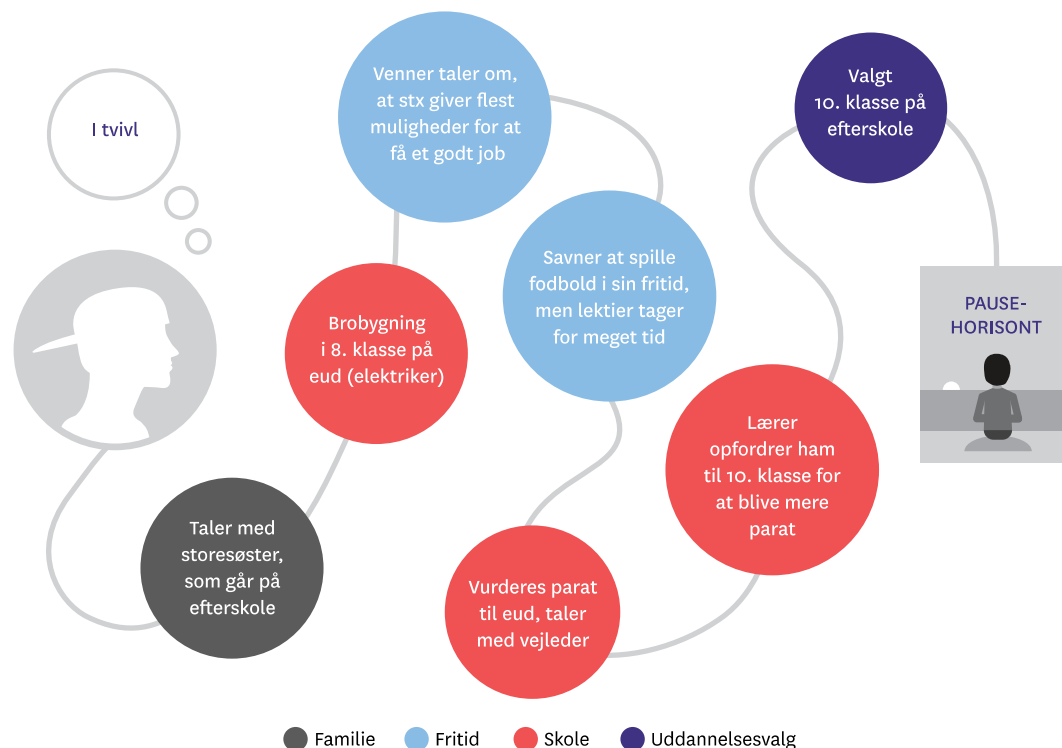 I tvivl
Taler med
storesøster,
som går på
efterskole
Brobygning
i 8. klasse på
eud (elektriker)
Venner taler om,
at stx giver flest
muligheder for at
få et godt job
Savner at spille
fodbold i sin fritid,
men lektier tager
for meget tid
Vurderes parat
til eud, taler
med vejleder
Lærer
opfordrer ham
til 10. klasse for
at blive mere
parat
Valgt
10. klasse på
efterskole
PAUSE-
HORISONT
Familie
Fritid
Skole
Uddannelsesvalg